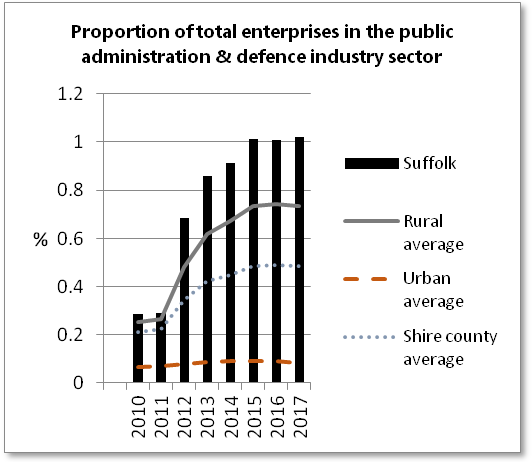 Proportion of total enterprises in the public
administration & defence industry sector
1.2
1
0.8
0.6
0.4
0.2
0
%
2010
2011
2012
2013
2014
2015
2016
2017
Suffolk
Rural
average
Urban
average
Shire county
average